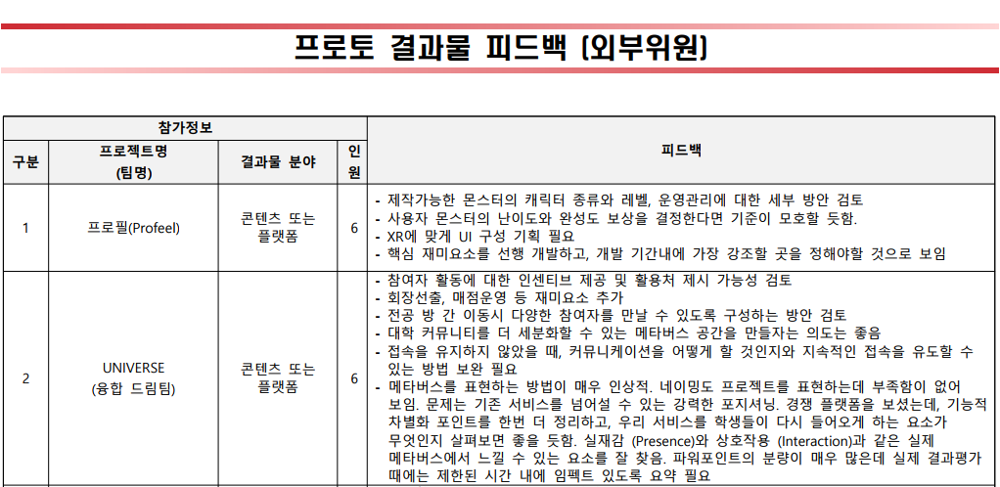 프로토 결과물 피드백 (외부위원)
참가정보
피드백
구분
프로젝트명
(팀명)
결과물 분야
인
원
1
프로필(Profeel)
콘텐츠 또는
플랫폼
6
- 제작가능한 몬스터의 캐릭터 종류와 레벨, 운영관리에 대한 세부 방안 검토
- 사용자 몬스터의 난이도와 완성도 보상을 결정한다면 기준이 모호할 듯함.
- XR에 맞게 UI 구성 기획 필요
- 핵심 재미요소를 선행 개발하고, 개발 기간내에 가장 강조할 곳을 정해야할 것으로 보임
2
UNIVERSE
(융합 드림팀)
콘텐츠 또는
플랫폼
6
- 참여자 활동에 대한 인센티브 제공 및 활용처 제시 가능성 검토
- 회장선출, 매점운영 등 재미요소 추가
- 전공 방 간 이동시 다양한 참여자를 만날 수 있도록 구성하는 방안 검토
- 대학 커뮤니티를 더 세분화할 수 있는 메타버스 공간을 만들자는 의도는 좋음
- 접속을 유지하지 않았을 때, 커뮤니케이션을 어떻게 할 것인지와 지속적인 접속을 유도할 수
있는 방법 보완 필요
- 메타버스를 표현하는 방법이 매우 인상적. 네이밍도 프로젝트를 표현하는데 부족함이 없어
보임. 문제는 기존 서비스를 넘어설 수 있는 강력한 포지셔닝. 경쟁 플랫폼을 보셨는데, 기능적
차별화 포인트를 한번 더 정리하고, 우리 서비스를 학생들이 다시 들어오게 하는 요소가
무엇인지 살펴보면 좋을 듯함. 실재감 (Presence)와 상호작용 (Interaction)과 같은 실제
메타버스에서 느낄 수 있는 요소를 잘 찾음. 파워포인트의 분량이 매우 많은데 실제 결과평가
때에는 제한된 시간 내에 임팩트 있도록 요약 필요